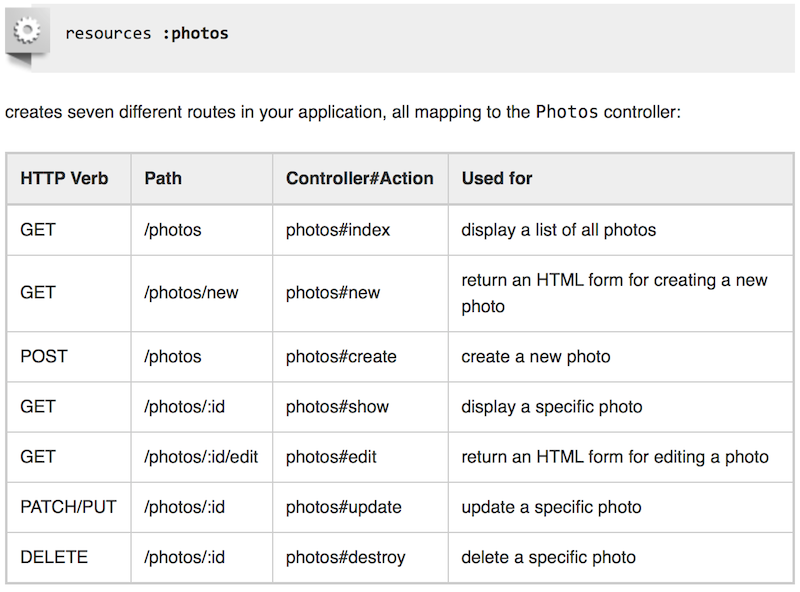 resources :photos
creates seven different routes in your application, all mapping to the Photos controller:
HTTP Verb Path Controller#Action Used for
GET /photos photos#index display a list of all photos
GET /photos/new photos#new return an HTML form for creating a new
photo
POST /photos photos#create create a new photo
GET /photos/:id photos#show display a specific photo
GET /photos/:id/edit photos#edit return an HTML form for editing a photo
PATCH/PUT /photos/:id photos#update update a specific photo
DELETE /photos/:id photos#destroy delete a specific photo